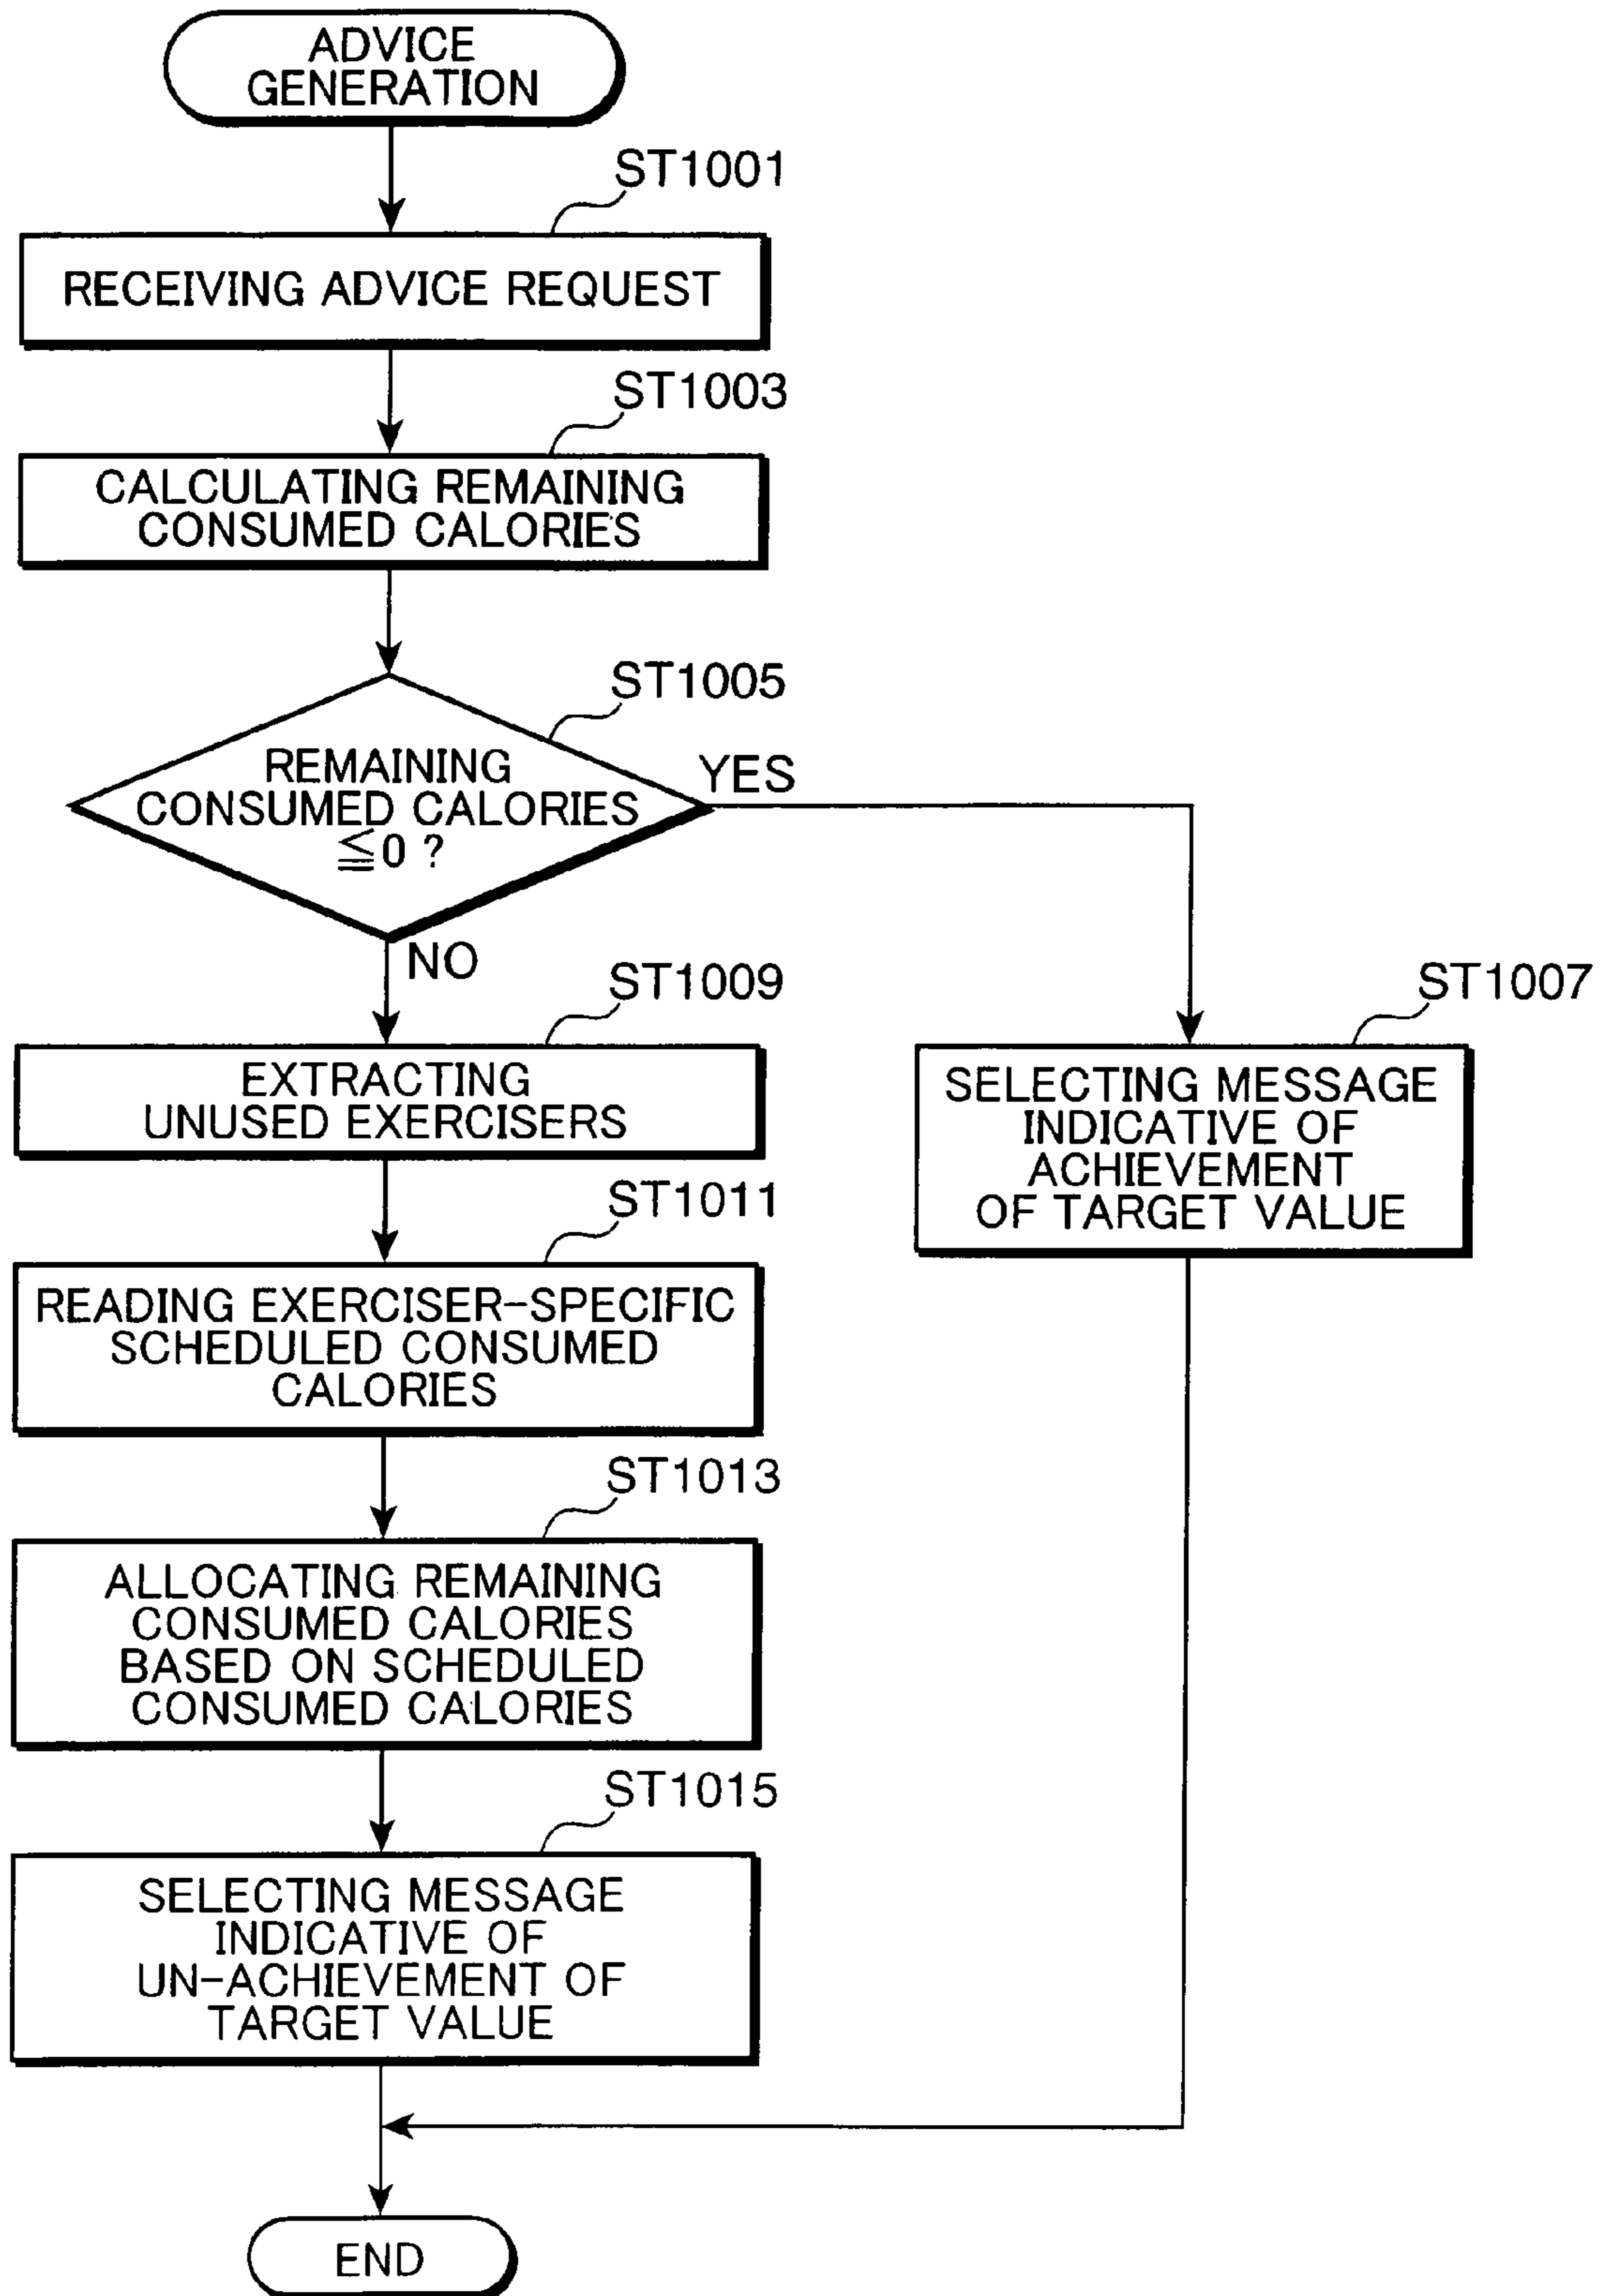 ADVICE
GENERATION
ST1001
RECEIVING ADVICE REQUEST
ST1003
CALCULATING REMAINING
CONSUMED CALORIES
ST1005
REMAINING
CONSUMED CALORIES
≦0 ?
YES
NO
ST1009
EXTRACTING
UNUSED EXERCISERS
ST1007
SELECTING MESSAGE
INDICATIVE OF
ACHIEVEMENT
OF TARGET VALUE
ST1011
READING EXERCISER-SPECIFIC
SCHEDULED CONSUMED
CALORIES
ST1013
ALLOCATING REMAINING
CONSUMED CALORIES
BASED ON SCHEDULED
CONSUMED CALORIES
ST1015
SELECTING MESSAGE
INDICATIVE OF
UN-ACHIEVEMENT OF
TARGET VALUE
END